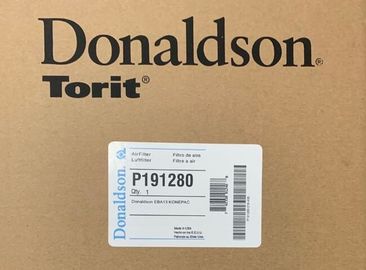 Donaldson®
Torit®
Donaldson
Air Filter Filtro de aire
Luftfilter Filtre a air
P191280
Qty. 1
Donaldson EBA13 KONEPAC
Made in USA